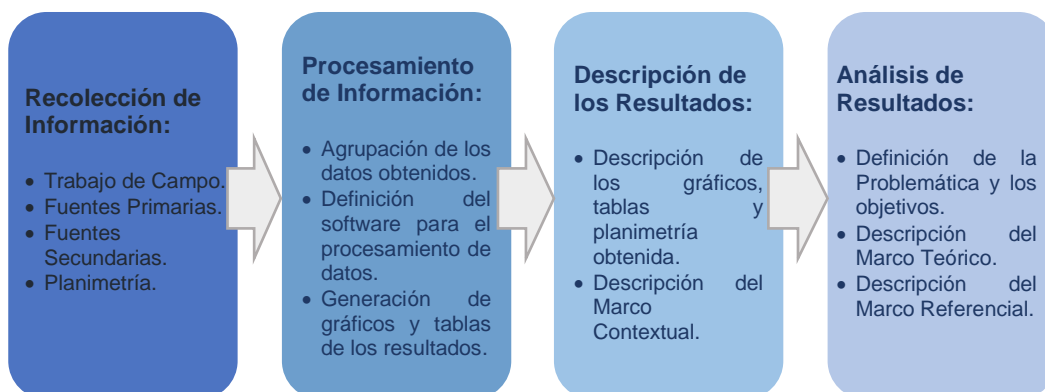 Recolección de
Información:
• Trabajo de Campo.
• Fuentes Primarias.
• Fuentes
Secundarias.
• Planimetría.
Procesamiento
de Información:
• Agrupación de los
datos obtenidos.
• Definición del
software para el
procesamiento de
datos.
• Generación de
gráficos y tablas
de los resultados.
Descripción de
los Resultados:
• Descripción de
los gráficos,
tablas y
planimetría
obtenida.
• Descripción del
Marco
Contextual.
Análisis de
Resultados:
• Definición de la
Problemática y los
objetivos.
• Descripción del
Marco Teórico.
• Descripción del
Marco Referencial.